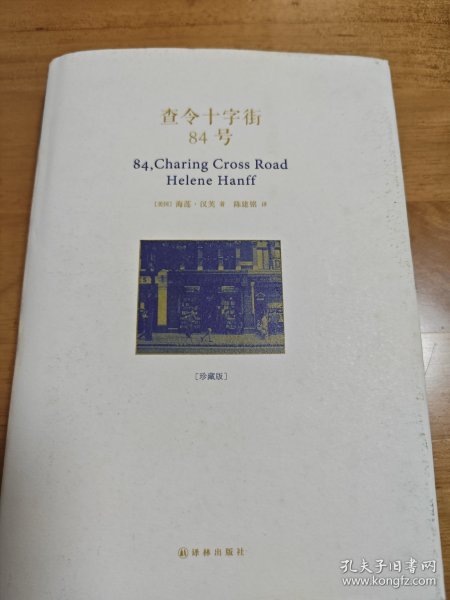 查令十字街
84号
84,Charing Cross Road
Helene Hanff
［美国］海莲·汉芙 著 陈建铭 译
［珍藏版］
译林出版社
孔夫子旧书网
www.kongfz.com